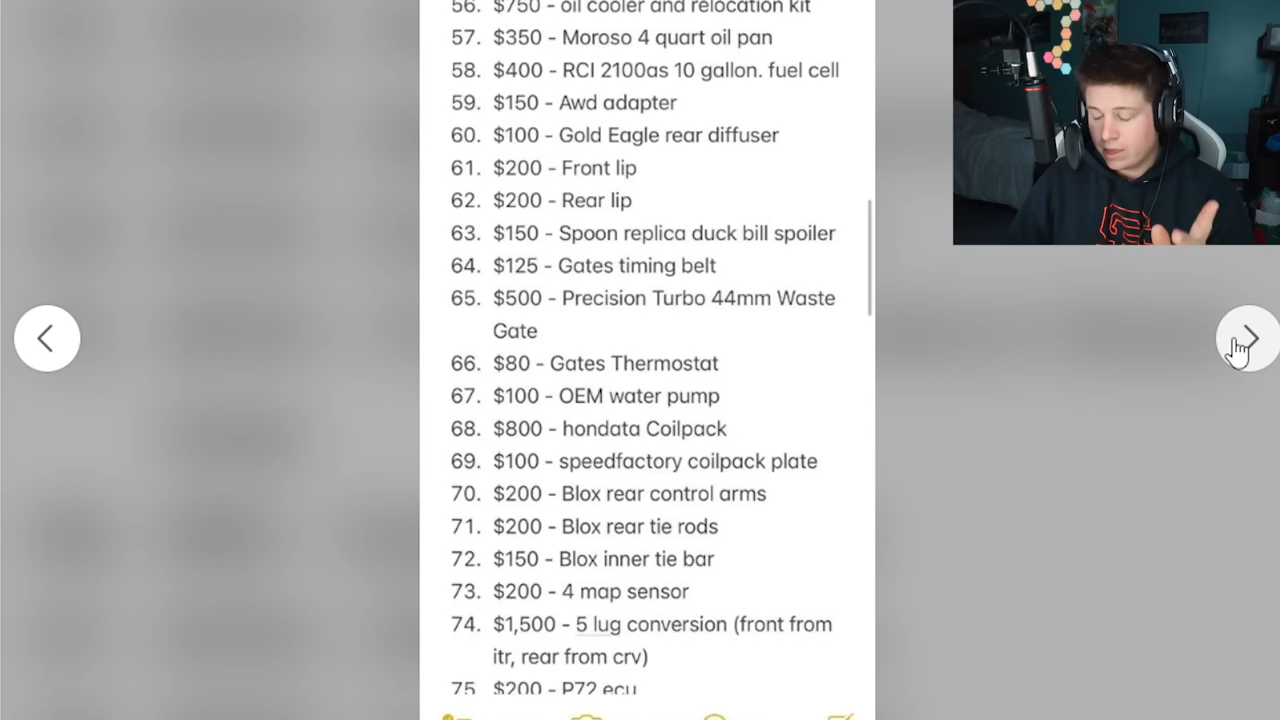 56. $750 - oil cooler and relocation kit
57. $350 - Moroso 4 quart oil pan
58. $400 - RCI 2100as 10 gallon. fuel cell
59. $150 - Awd adapter
60. $100 - Gold Eagle rear diffuser
61. $200 - Front lip
62. $200 - Rear lip
63. $150 - Spoon replica duck bill spoiler
64. $125 - Gates timing belt
65. $500 - Precision Turbo 44mm Waste
Gate
66. $80 - Gates Thermostat
67. $100 - OEM water pump
68. $800 - hondata Coilpack
69. $100 - speedfactory coilpack plate
70. $200 - Blox rear control arms
71. $200 - Blox rear tie rods
72. $150 - Blox inner tie bar
73. $200 - 4 map sensor
74. $1,500 - 5 lug conversion (front from
itr, rear from crv)
75 $200 - P72 ecu